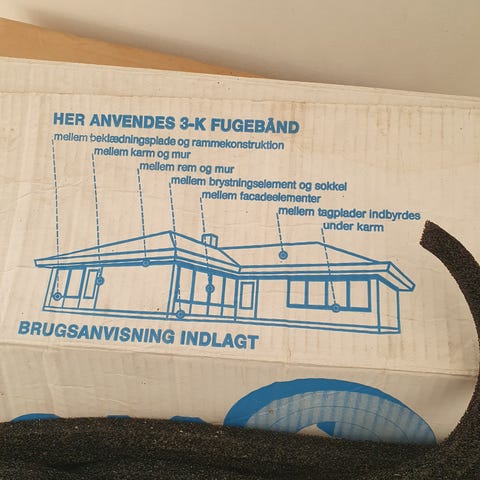 HER ANVENDES 3-K FUGEBÅND
mellem beklædningsplade og rammekonstruktion
mellem karm og mur
mellem rem og mur
mellem brystningselement og sokkel
mellem facadeelementer
mellem tagplader indbyrdes
under karm
BRUGSANVISNING INDLAGT